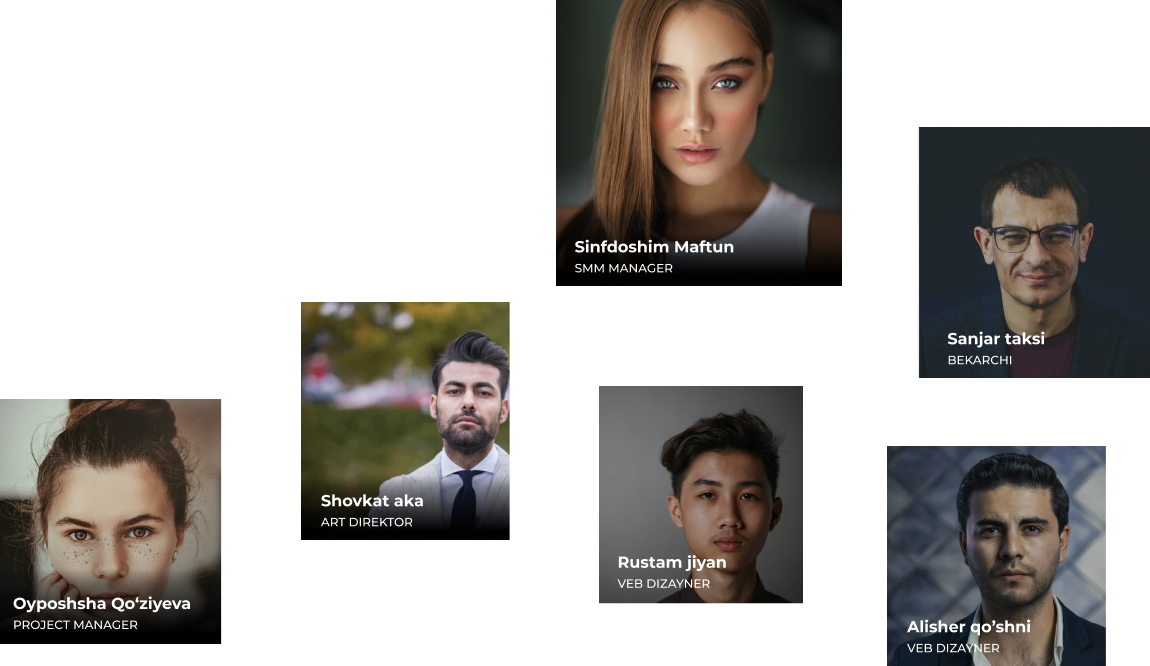 Sinfdoshim Maftun
SMM MANAGER
Sanjar taksi
BEKARCHI
Shovkat aka
ART DIREKTOR
Rustam jiyan
VEB DIZAYNER
Oyposhsha Qo‘ziyeva
PROJECT MANAGER
Alisher qo’shni
VEB DIZAYNER